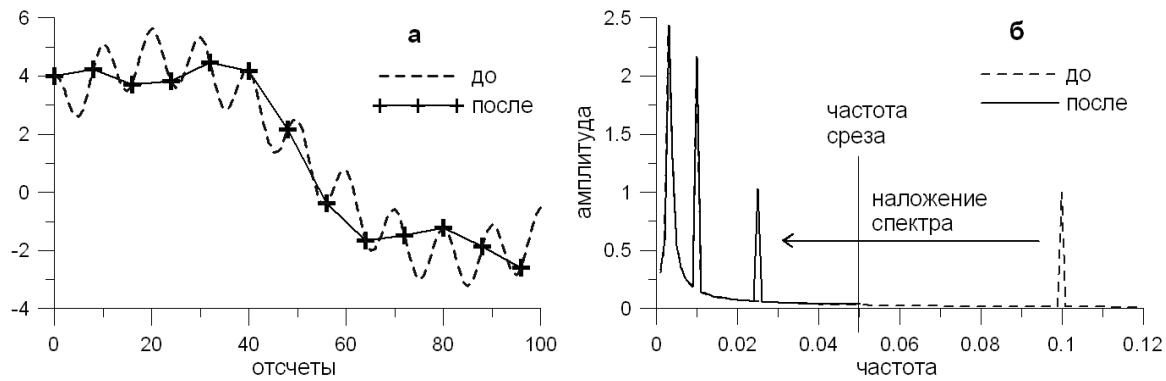 6
4
2
0
-2
-4
0
20
40
60
80
100
отсчеты
а
до
после
2.5
2
1.5
1
0.5
0
амплитуда
0
0.02
0.04
0.06
0.08
0.1
0.12
частота
б
до
после
частота
среза
наложение
спектра